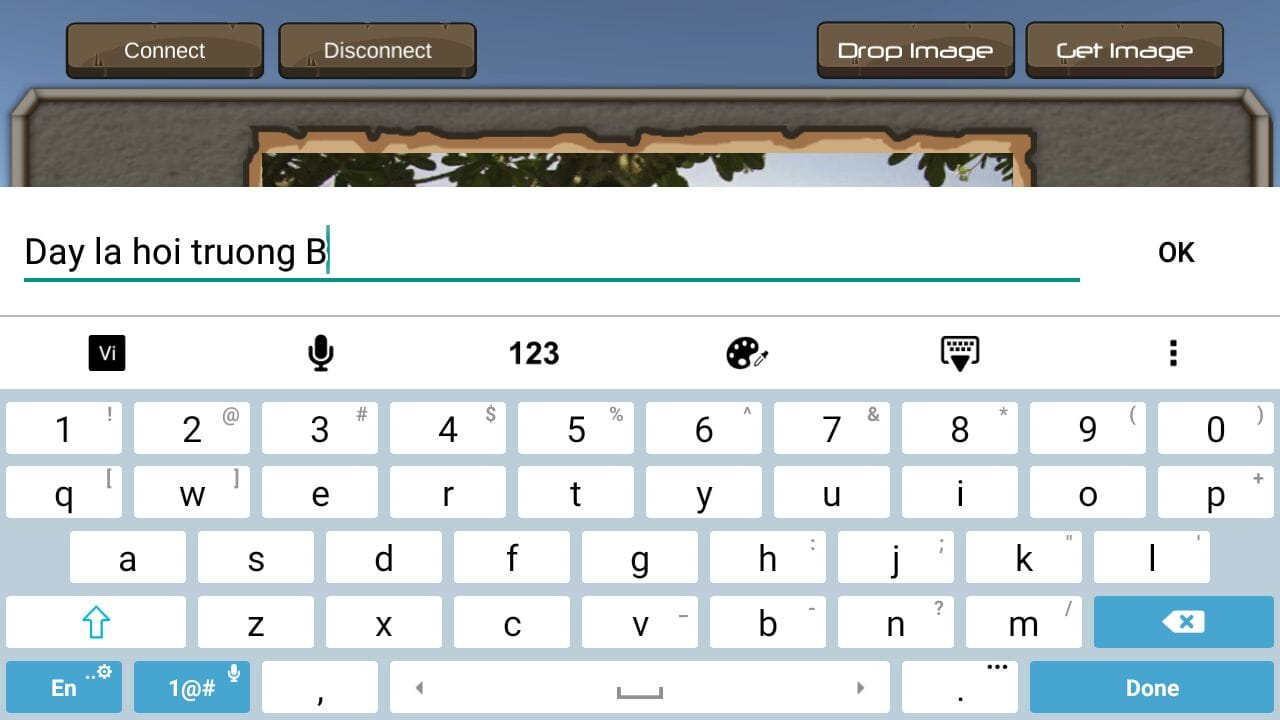 Connect Disconnect Drop Image Get Image
Day la hoi truong B OK
Vi 123
1 ! 2 @ 3 # 4 $ 5 % 6 ^ 7 & 8 * 9 ( 0 )
q [ w ] e r t y u i o p +
a s d f g h : j ; k " l '
z x c v _ b - n ? m /
En 1@# , . ... Done